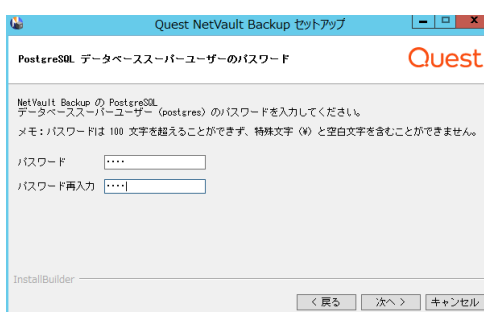 Quest NetVault Backup セットアップ
PostgreSQL データベーススーパーユーザーのパスワード
Quest
NetVault Backup の PostgreSQL
データベーススーパーユーザー (postgres) のパスワードを入力してください。
メモ：パスワードは 100 文字を超えることができず、特殊文字 (¥) と空白文字を含むことができません。
パスワード
パスワード再入力
InstallBuilder
< 戻る 次へ > キャンセル